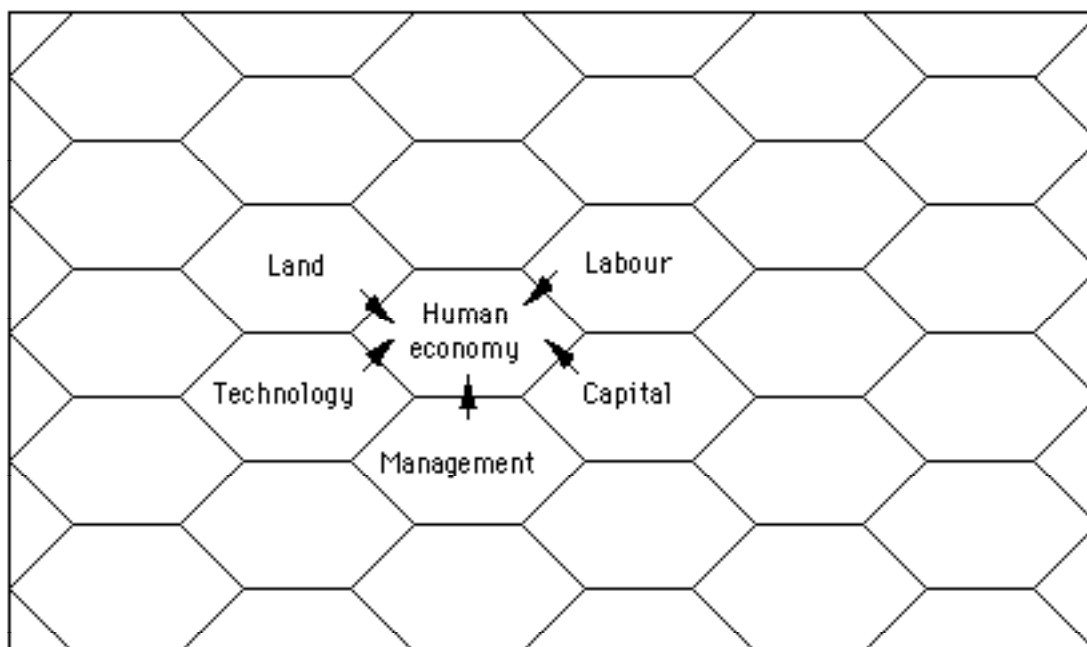 Land
Labour
Human
economy
Technology
Capital
Management